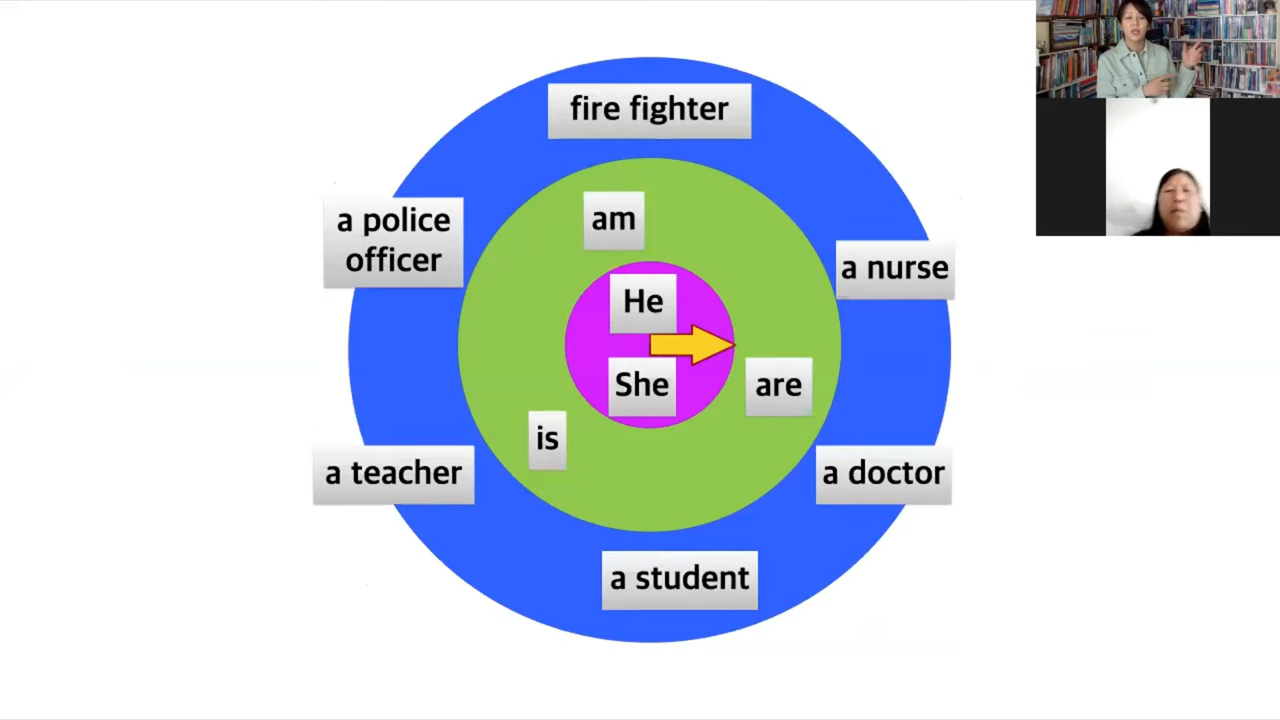 fire fighter
am
a police
officer
a nurse
He
She
are
is
a teacher
a doctor
a student